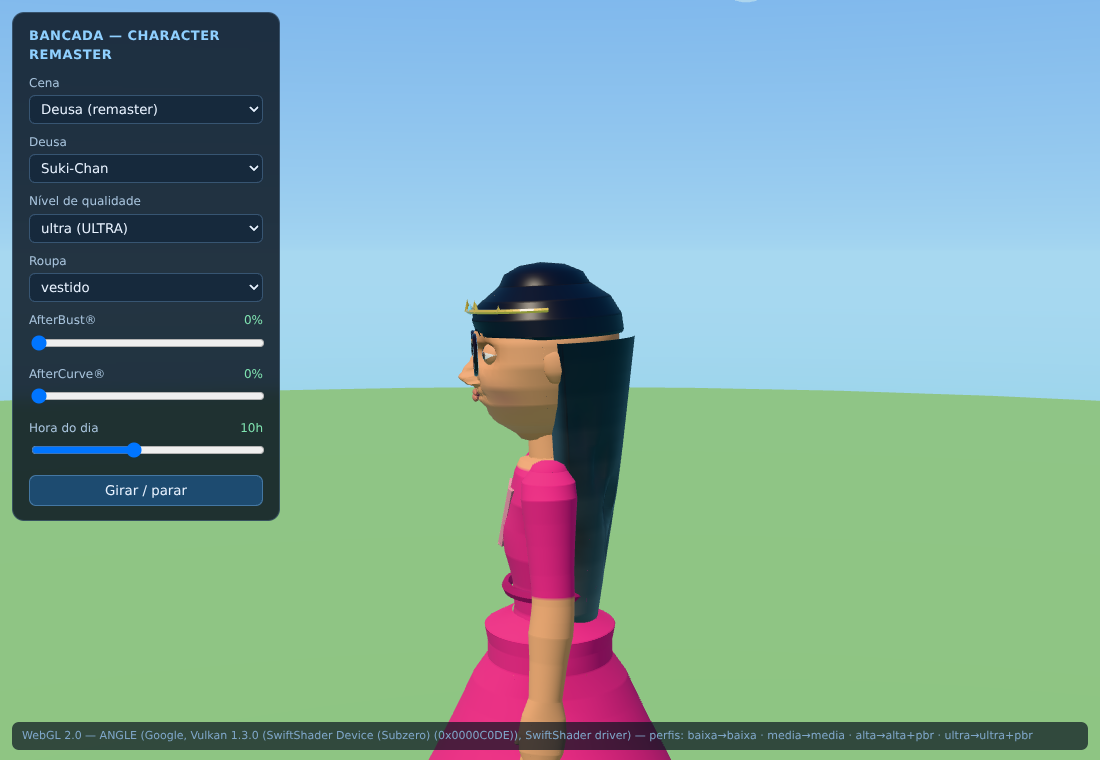 BANCADA — CHARACTER
REMASTER
Cena
Deusa (remaster)
Deusa
Suki-Chan
Nível de qualidade
ultra (ULTRA)
Roupa
vestido
AfterBust® 0%
AfterCurve® 0%
Hora do dia 10h
Girar / parar
WebGL 2.0 — ANGLE (Google, Vulkan 1.3.0 (SwiftShader Device (Subzero) (0x0000C0DE)), SwiftShader driver) — perfis: baixa→baixa · media→media · alta→alta+pbr · ultra→ultra+pbr